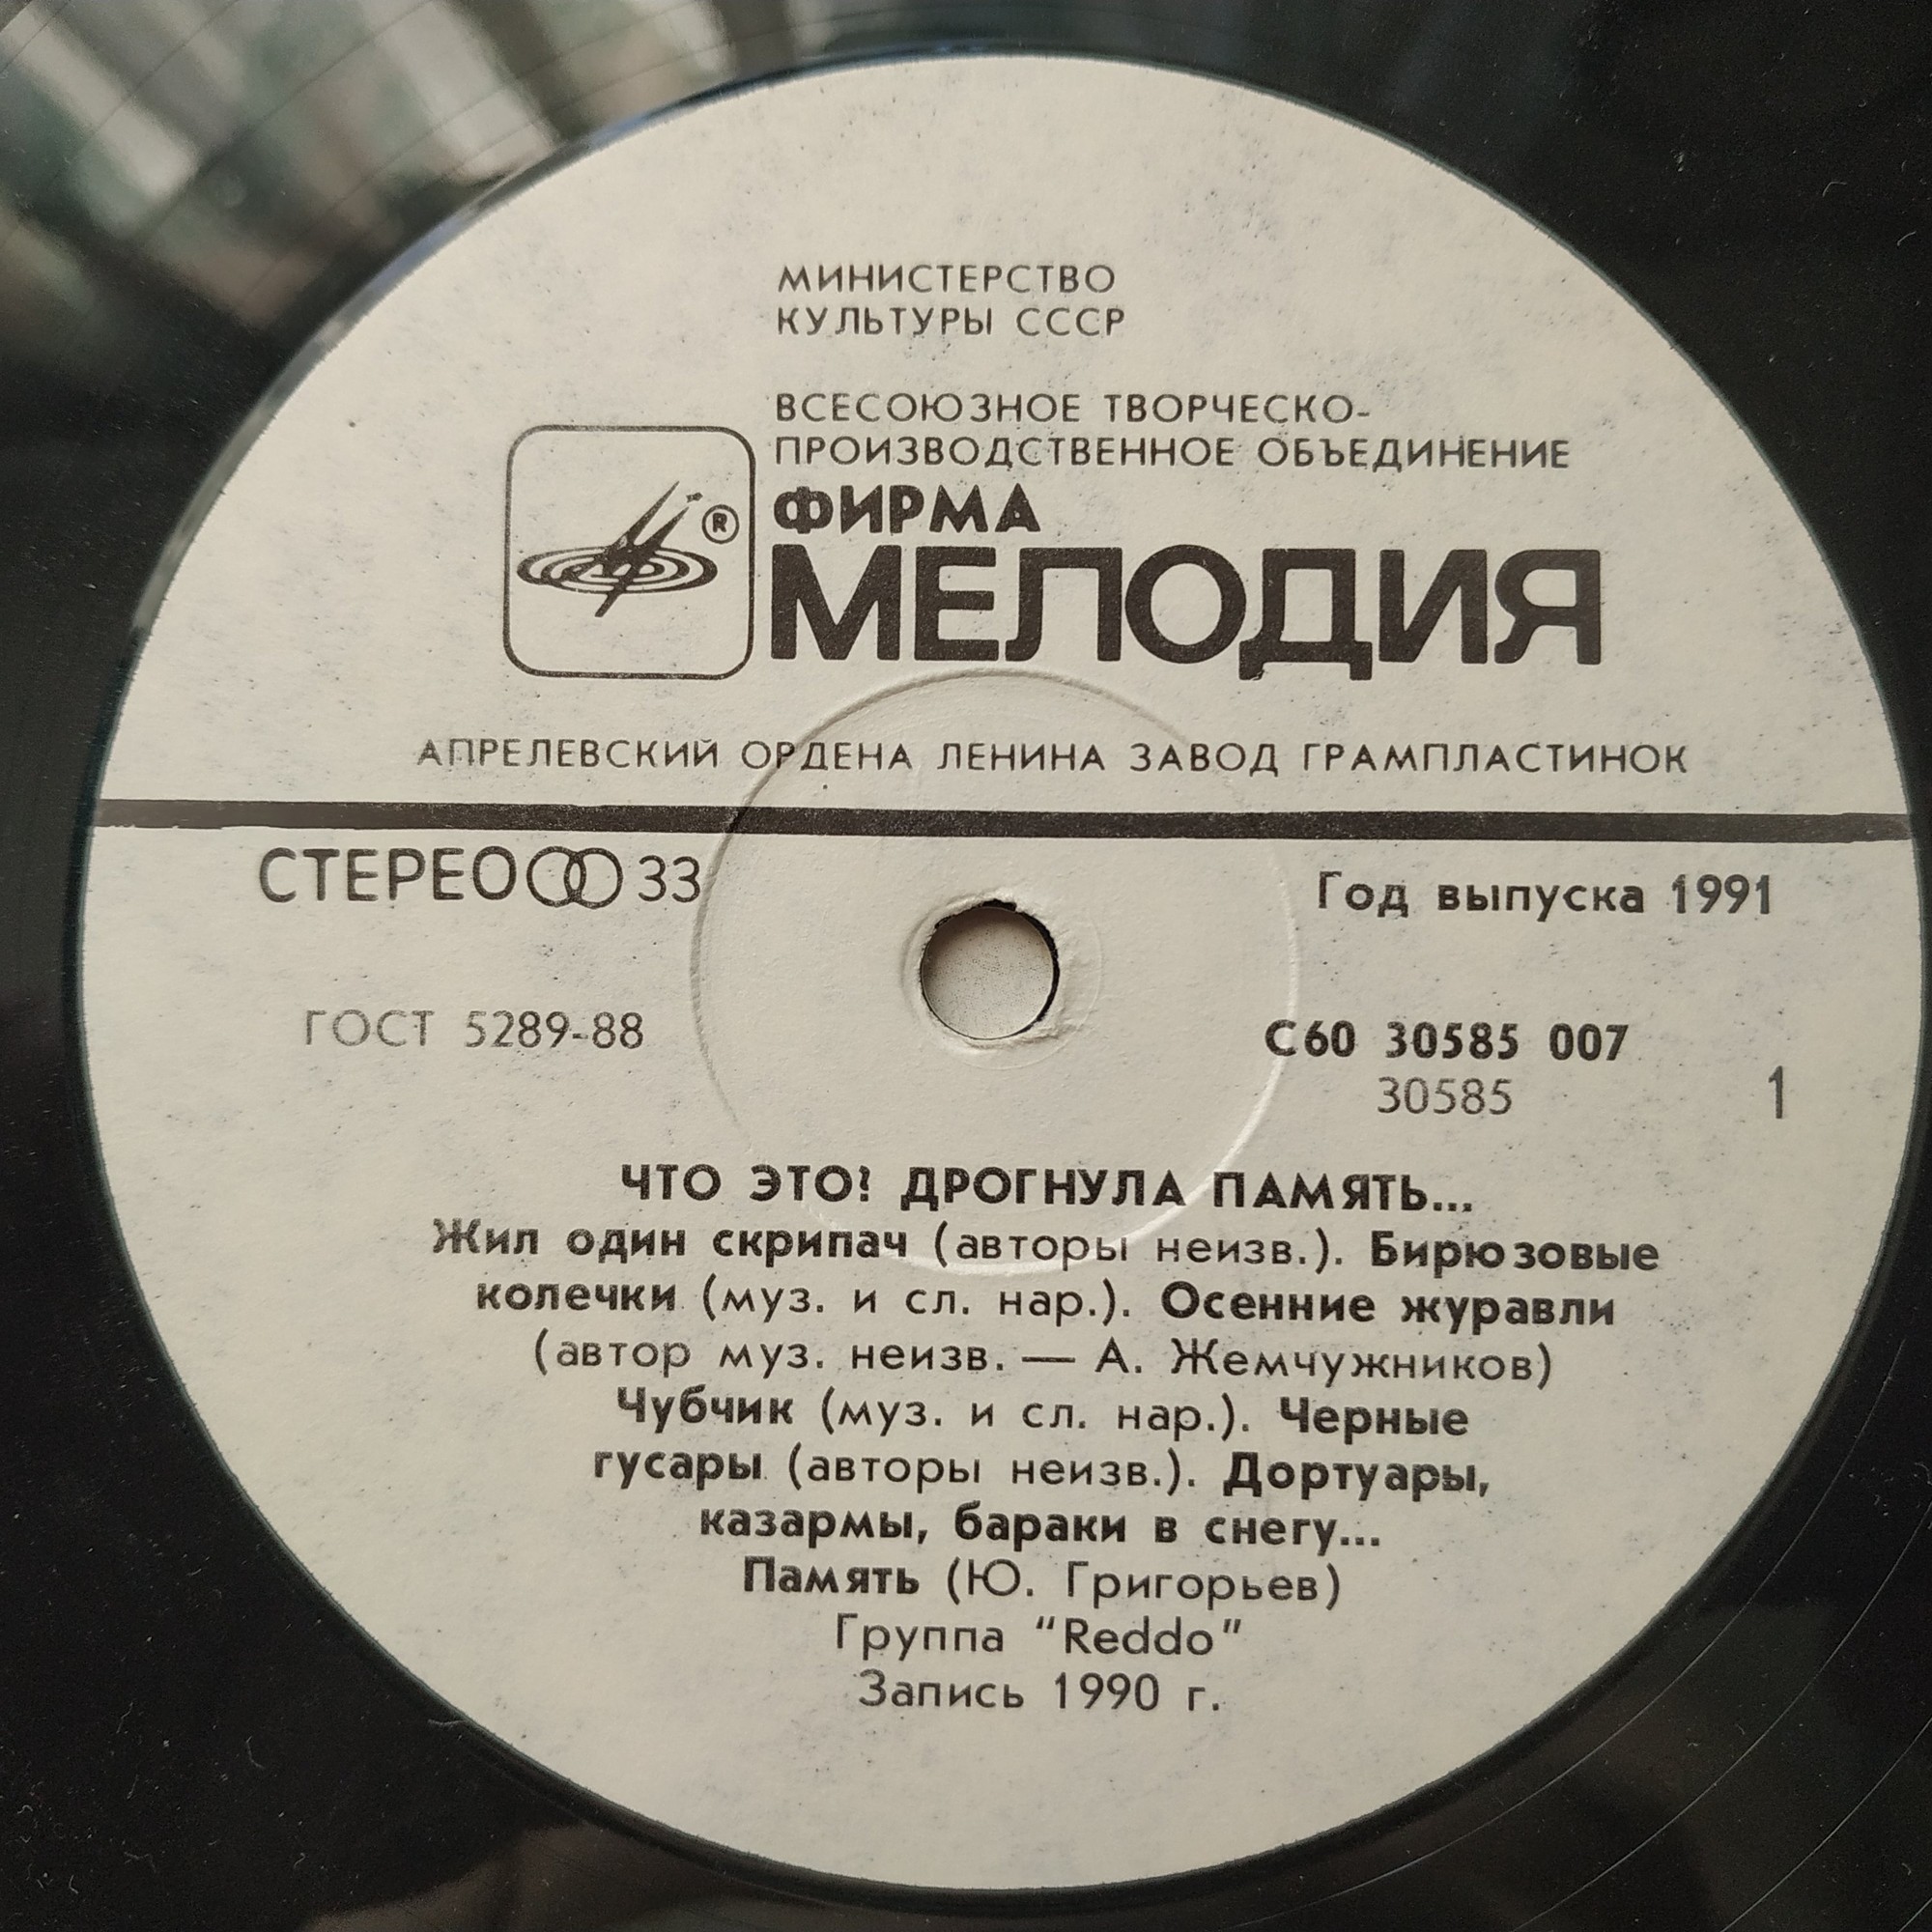 МИНИСТЕРСТВО
КУЛЬТУРЫ СССР
ВСЕСОЮЗНОЕ ТВОРЧЕСКО-
ПРОИЗВОДСТВЕННОЕ ОБЪЕДИНЕНИЕ
ФИРМА
®
МЕЛОДИЯ
АПРЕЛЕВСКИЙ ОРДЕНА ЛЕНИНА ЗАВОД ГРАМПЛАСТИНОК
СТЕРЕО 33
Год выпуска 1991
ГОСТ 5289-88
С60 30585 007
30585
1
ЧТО ЭТО? ДРОГНУЛА ПАМЯТЬ...
Жил один скрипач (авторы неизв.). Бирюзовые
колечки (муз. и сл. нар.). Осенние журавли
(автор муз. неизв. — А. Жемчужников)
Чубчик (муз. и сл. нар.). Черные
гусары (авторы неизв.). Дортуары,
казармы, бараки в снегу...
Память (Ю. Григорьев)
Группа "Reddo"
Запись 1990 г.